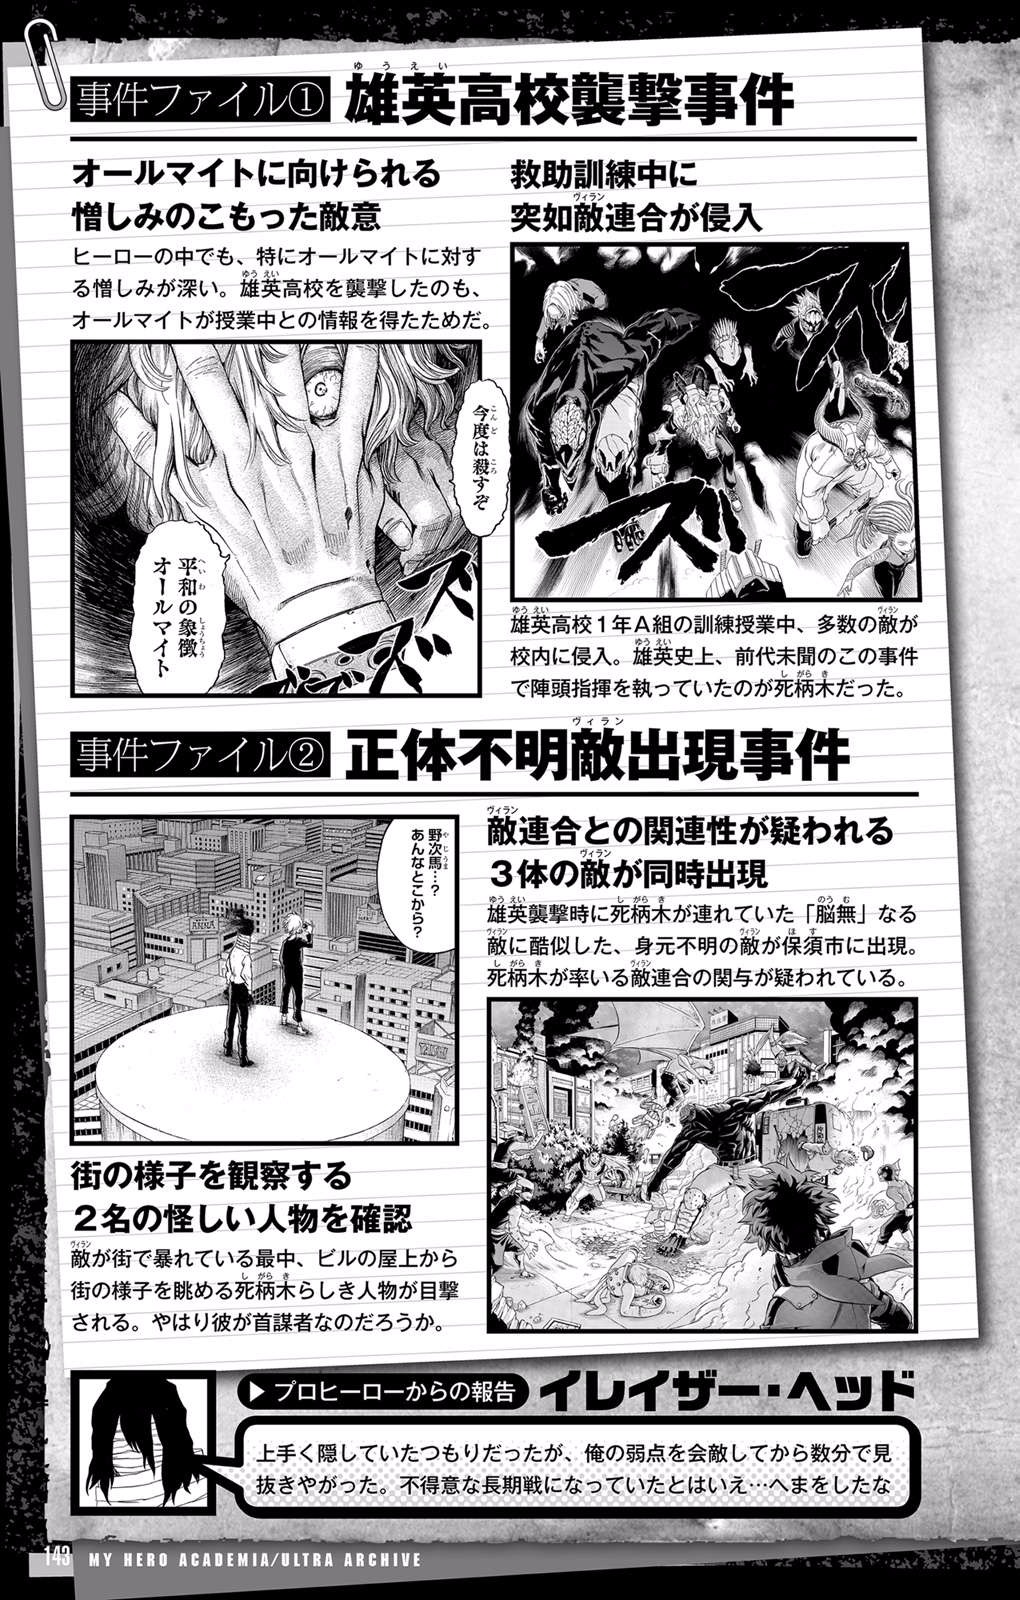 事件ファイル① 雄英高校襲撃事件
オールマイトに向けられる
憎しみのこもった敵意
ヒーローの中でも、特にオールマイトに対す
る憎しみが深い。雄英高校を襲撃したのも、
オールマイトが授業中との情報を得たためだ。
今度は殺すぞ
平和の象徴
オールマイト
ズズズ
救助訓練中に
突如敵連合が侵入
ズズ
雄英高校1年A組の訓練授業中、多数の敵が
校内に侵入。雄英史上、前代未聞のこの事件
で陣頭指揮を執っていたのが死柄木だった。
事件ファイル② 正体不明敵出現事件
野次馬…?
あんなとこから?
ANNA
街の様子を観察する
2名の怪しい人物を確認
敵が街で暴れている最中、ビルの屋上から
街の様子を眺める死柄木らしき人物が目撃
される。やはり彼が首謀者なのだろうか。
敵連合との関連性が疑われる
3体の敵が同時出現
雄英襲撃時に死柄木が連れていた「脳無」なる
敵に酷似した、身元不明の敵が保須市に出現。
死柄木が率いる敵連合の関与が疑われている。
▶プロヒーローからの報告 イレイザー・ヘッド
上手く隠していたつもりだったが、俺の弱点を会敵してから数分で見
抜きやがった。不得意な長期戦になっていたとはいえ…へまをしたな
143 MY HERO ACADEMIA/ULTRA ARCHIVE